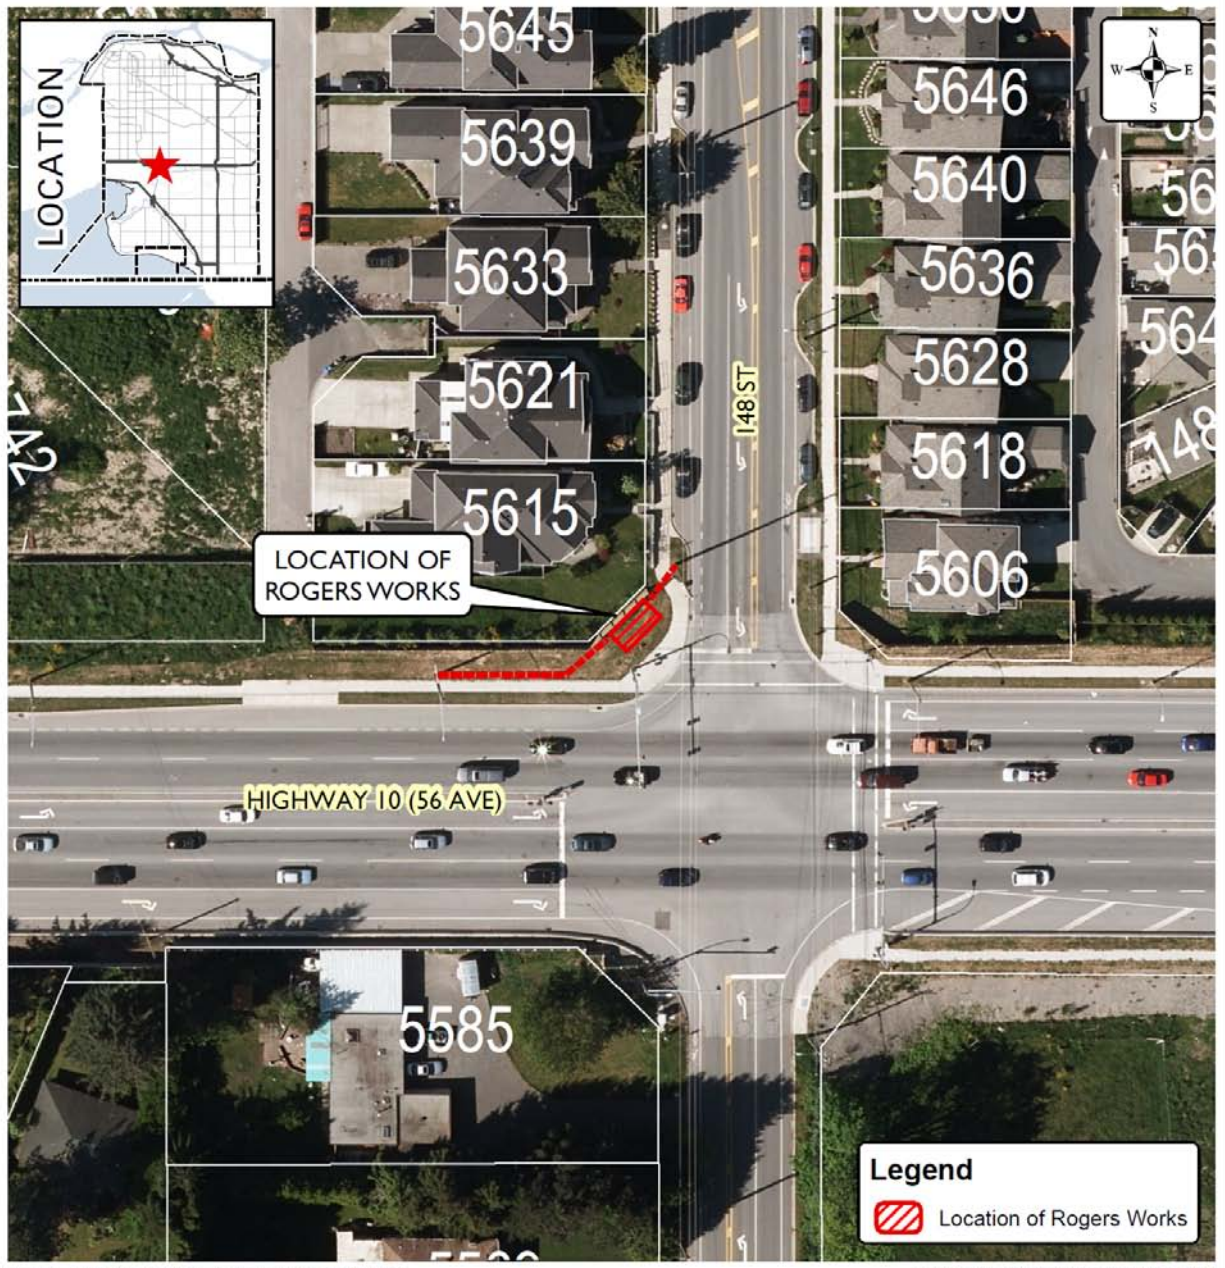 LOCATION
N
W E
S
5645
5646
5639
5640
5633
5636
5621
5628
148 ST
5615
5618
5606
LOCATION OF
ROGERS WORKS
HIGHWAY 10 (56 AVE)
5585
Legend
Location of Rogers Works